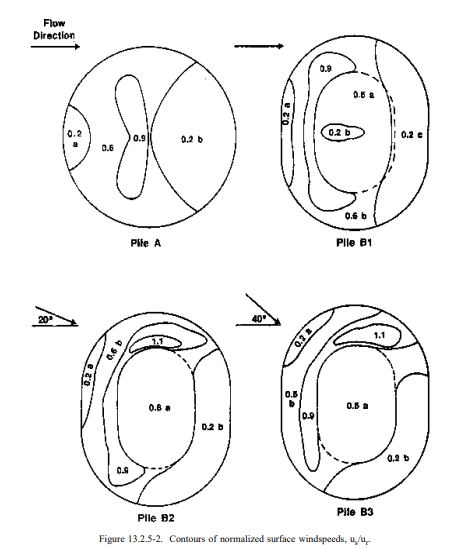 Flow
Direction
0.9
0.6 a
0.2 a
0.2
a
0.6
0.9
0.2 b
0.2 b
0.2 c
0.6 b
Pile A
Pile B1
20°
40°
0.2 a
0.6 b
1.1
0.6 a
0.2 b
0.9
Pile B2
0.2 a
1.1
0.6
b
0.9
0.6 a
0.2 b
Pile B3
Figure 13.2.5-2. Contours of normalized surface windspeeds, us/ur.